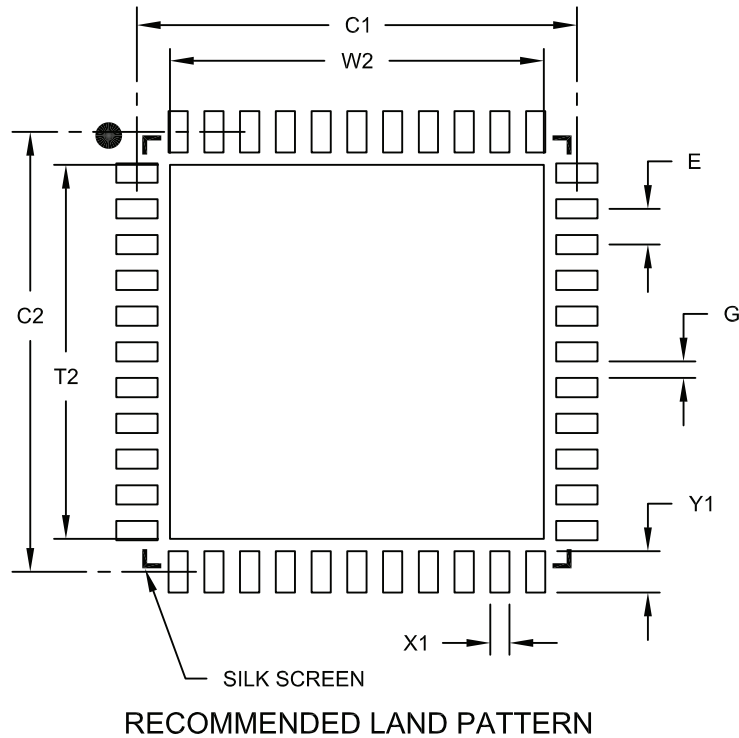 C1
W2
E
C2
G
T2
Y1
X1
SILK SCREEN
RECOMMENDED LAND PATTERN